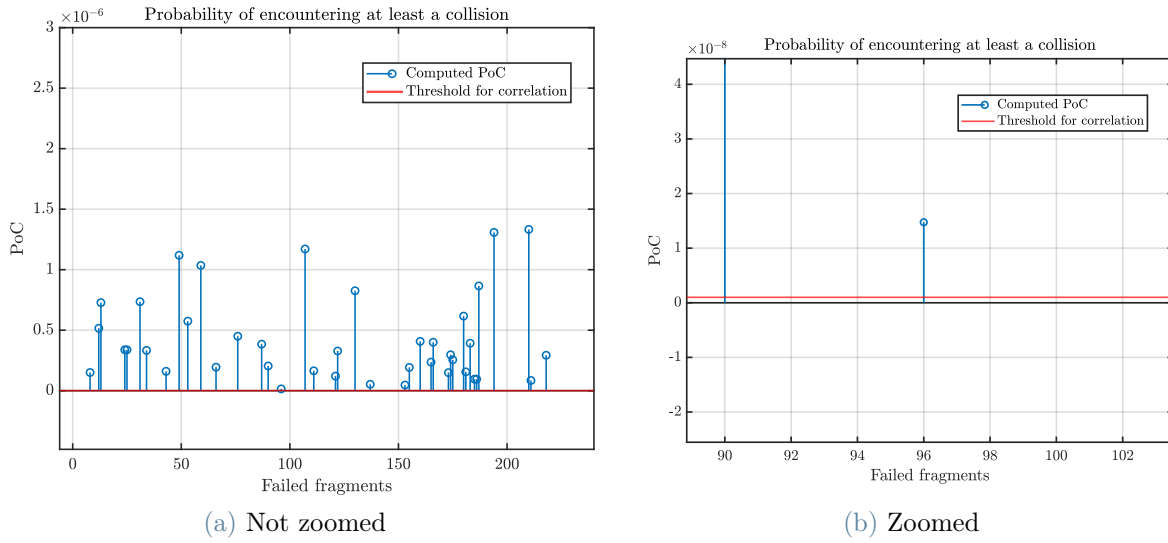 Probability of encountering at least a collision
×10⁻⁶
3
2.5
2
1.5
1
0.5
0
PoC
Computed PoC
Threshold for correlation
0 50 100 150 200
Failed fragments
(a) Not zoomed
Probability of encountering at least a collision
×10⁻⁸
4
3
2
1
0
-1
-2
PoC
Computed PoC
Threshold for correlation
90 92 94 96 98 100 102
Failed fragments
(b) Zoomed